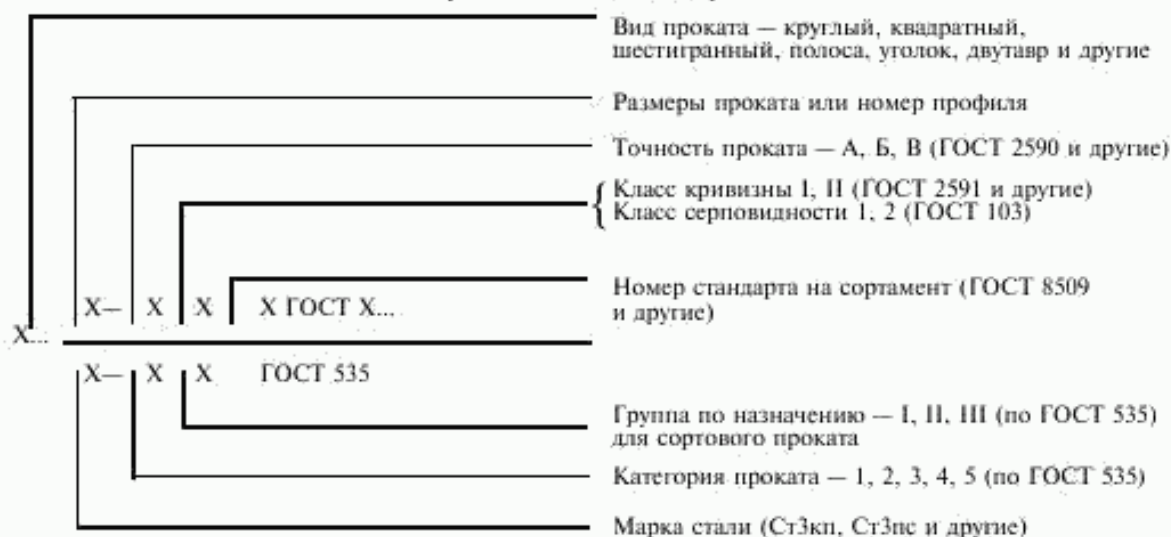 Вид проката — круглый, квадратный,
шестигранный, полоса, уголок, двутавр и другие
Размеры проката или номер профиля
Точность проката — А, Б, В (ГОСТ 2590 и другие)
Класс кривизны I, II (ГОСТ 2591 и другие)
Класс серповидности 1, 2 (ГОСТ 103)
Номер стандарта на сортамент (ГОСТ 8509
и другие)
Х— Х Х Х ГОСТ Х...
Х...
Х— Х Х ГОСТ 535
Группа по назначению — I, II, III (по ГОСТ 535)
для сортового проката
Категория проката — 1, 2, 3, 4, 5 (по ГОСТ 535)
Марка стали (Ст3кп, Ст3пс и другие)